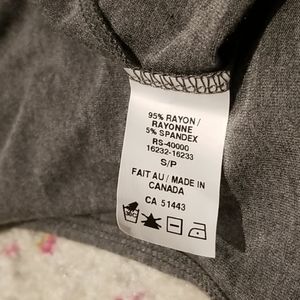 95% RAYON /
RAYONNE
5% SPANDEX
RS-40000
16232-16233
S/P
FAIT AU / MADE IN
CANADA
CA 51443